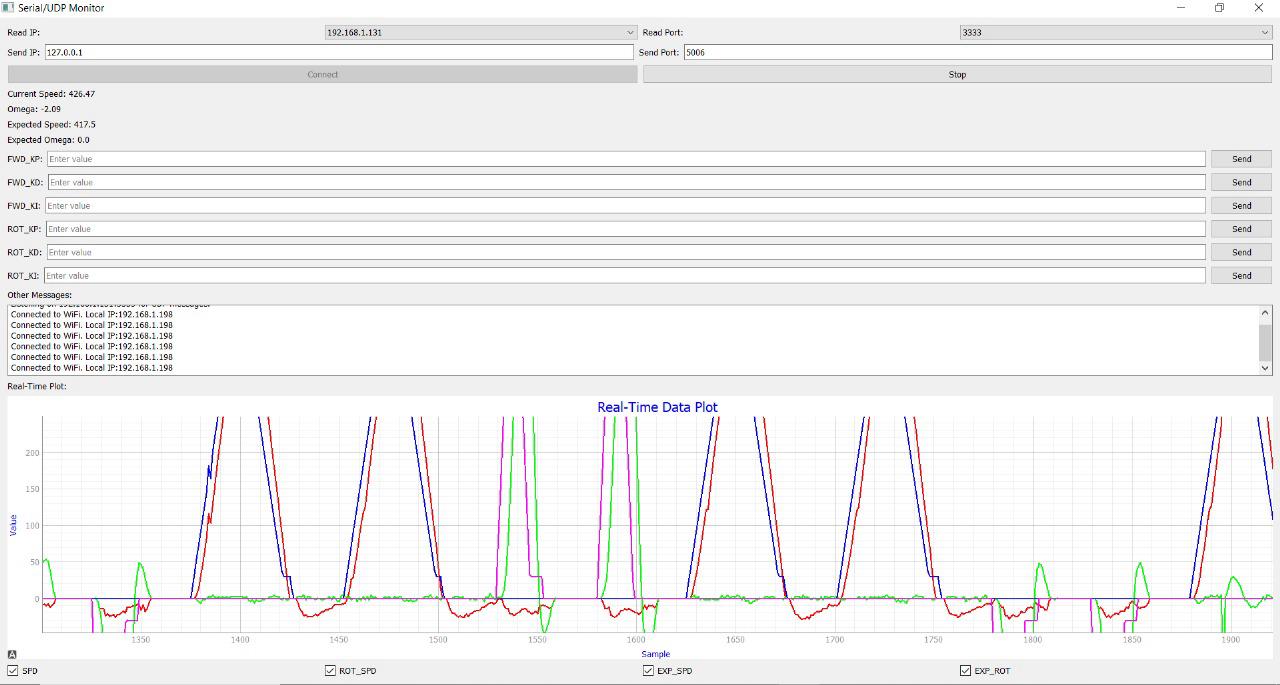 Serial/UDP Monitor
Read IP: 192.168.1.131 Read Port: 3333
Send IP: 127.0.0.1 Send Port: 5006
Connect Stop
Current Speed: 426.47
Omega: -2.09
Expected Speed: 417.5
Expected Omega: 0.0
FWD_KP: Enter value Send
FWD_KD: Enter value Send
FWD_KI: Enter value Send
ROT_KP: Enter value Send
ROT_KD: Enter value Send
ROT_KI: Enter value Send
Other Messages:
Connected to WiFi. Local IP:192.168.1.198
Connected to WiFi. Local IP:192.168.1.198
Connected to WiFi. Local IP:192.168.1.198
Connected to WiFi. Local IP:192.168.1.198
Connected to WiFi. Local IP:192.168.1.198
Connected to WiFi. Local IP:192.168.1.198
Real-Time Plot:
Real-Time Data Plot
200
150
100
50
0
Value
1350 1400 1450 1500 1550 1600 1650 1700 1750 1800 1850 1900
Sample
A
SPD ROT_SPD EXP_SPD EXP_ROT